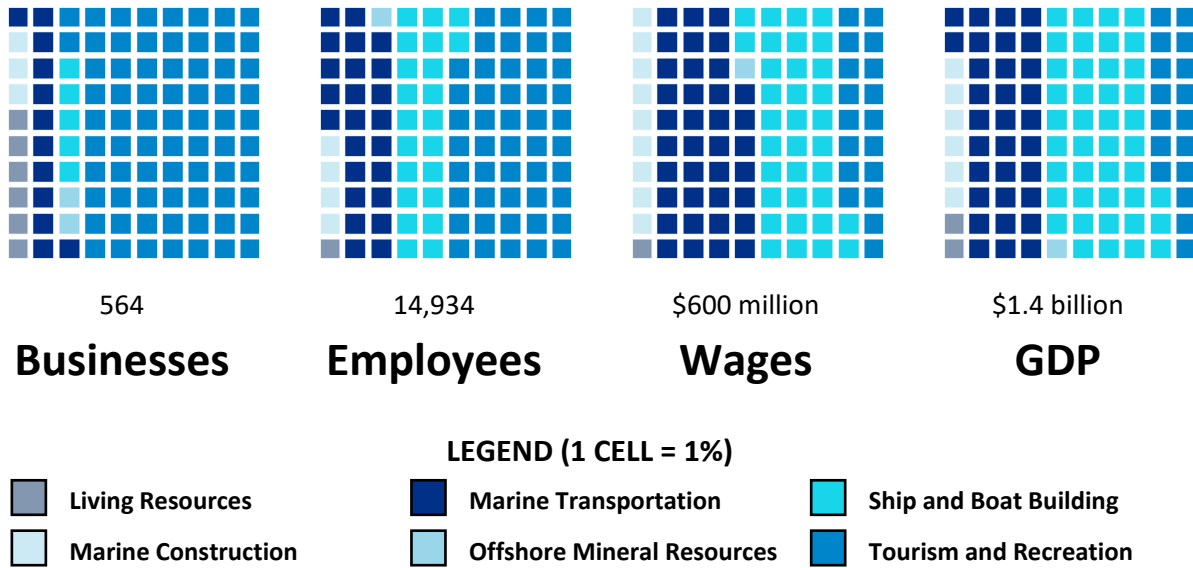 564
14,934
$600 million
$1.4 billion
Businesses
Employees
Wages
GDP
LEGEND (1 CELL = 1%)
Living Resources
Marine Transportation
Ship and Boat Building
Marine Construction
Offshore Mineral Resources
Tourism and Recreation